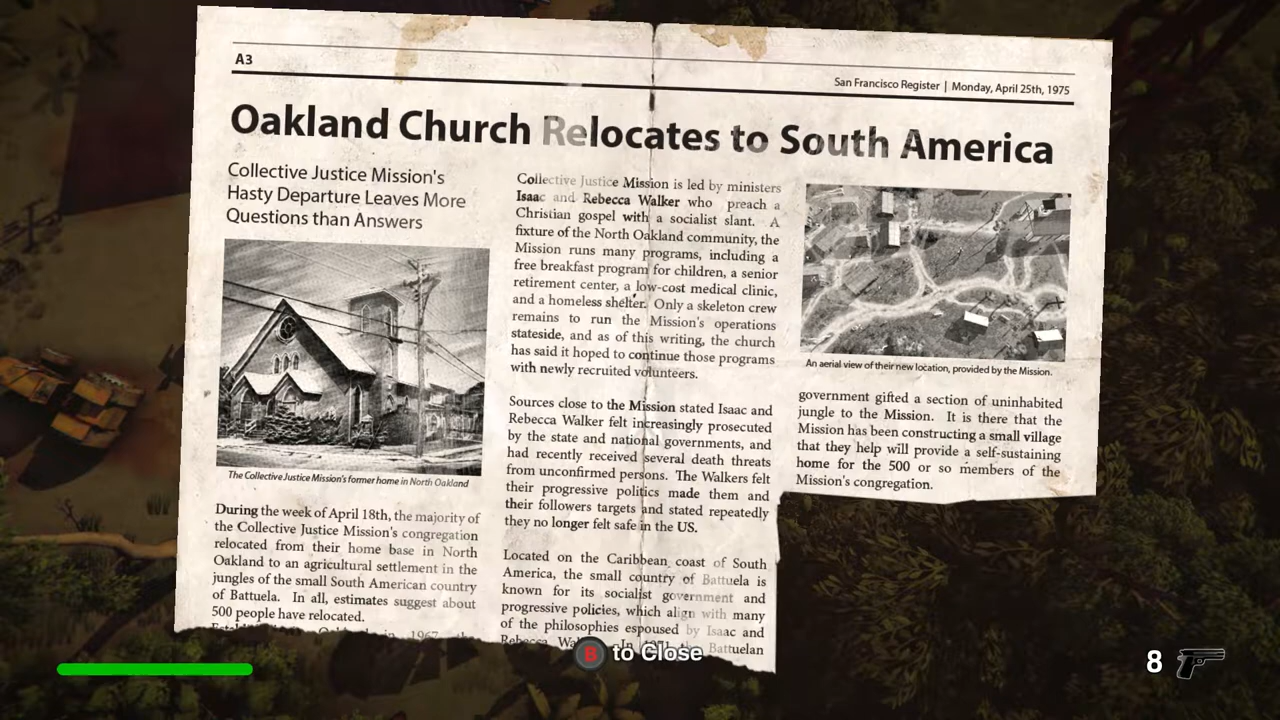 A3
San Francisco Register | Monday, April 25th, 1975
Oakland Church Relocates to South America
Collective Justice Mission's
Hasty Departure Leaves More
Questions than Answers
The Collective Justice Mission's former home in North Oakland
During the week of April 18th, the majority of
the Collective Justice Mission's congregation
relocated from their home base in North
Oakland to an agricultural settlement in the
jungles of the small South American country
of Battuela. In all, estimates suggest about
500 people have relocated.
in 1967, the
Collective Justice Mission is led by ministers
Isaac and Rebecca Walker who preach a
Christian gospel with a socialist slant. A
fixture of the North Oakland community, the
Mission runs many programs, including a
free breakfast program for children, a senior
retirement center, a low-cost medical clinic,
and a homeless shelter. Only a skeleton crew
remains to run the Mission's operations
stateside, and as of this writing, the church
has said it hoped to continue those programs
with newly recruited volunteers.
Sources close to the Mission stated Isaac and
Rebecca Walker felt increasingly prosecuted
by the state and national governments, and
had recently received several death threats
from unconfirmed persons. The Walkers felt
their progressive politics made them and
their followers targets and stated repeatedly
they no longer felt safe in the US.
Located on the Caribbean coast of South
America, the small country of Battuela is
known for its socialist government and
progressive policies, which align with many
of the philosophies espoused by Isaac and
Rebecca In Battuelan
An aerial view of their new location, provided by the Mission.
government gifted a section of uninhabited
jungle to the Mission. It is there that the
Mission has been constructing a small village
that they help will provide a self-sustaining
home for the 500 or so members of the
Mission's congregation.
B to Close
8